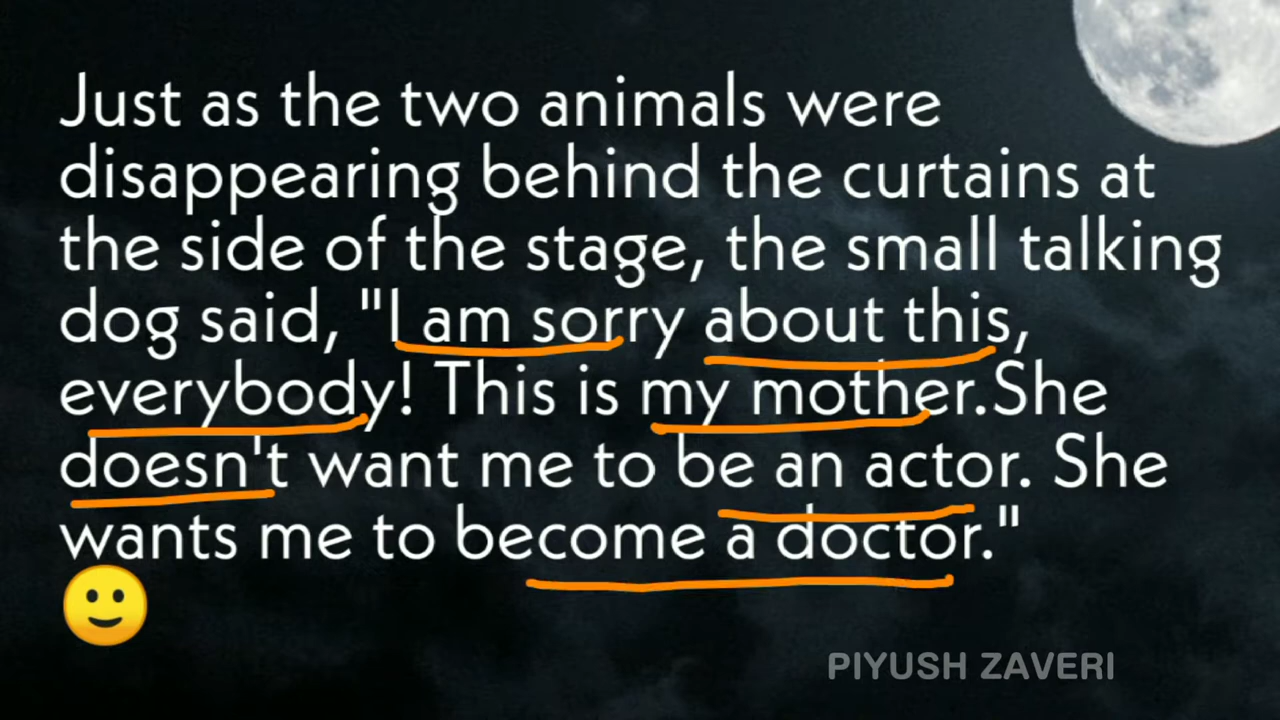 Just as the two animals were
disappearing behind the curtains at
the side of the stage, the small talking
dog said, "I am sorry about this,
everybody! This is my mother.She
doesn't want me to be an actor. She
wants me to become a doctor."
PIYUSH ZAVERI